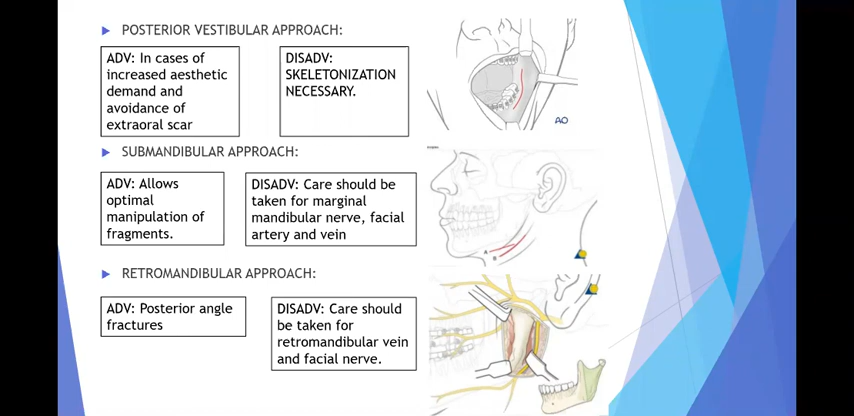 POSTERIOR VESTIBULAR APPROACH:
ADV: In cases of
increased aesthetic
demand and
avoidance of
extraoral scar
DISADV:
SKELETONIZATION
NECESSARY.
AO
SUBMANDIBULAR APPROACH:
ADV: Allows
optimal
manipulation of
fragments.
DISADV: Care should be
taken for marginal
mandibular nerve, facial
artery and vein
A
B
RETROMANDIBULAR APPROACH:
ADV: Posterior angle
fractures
DISADV: Care should
be taken for
retromandibular vein
and facial nerve.